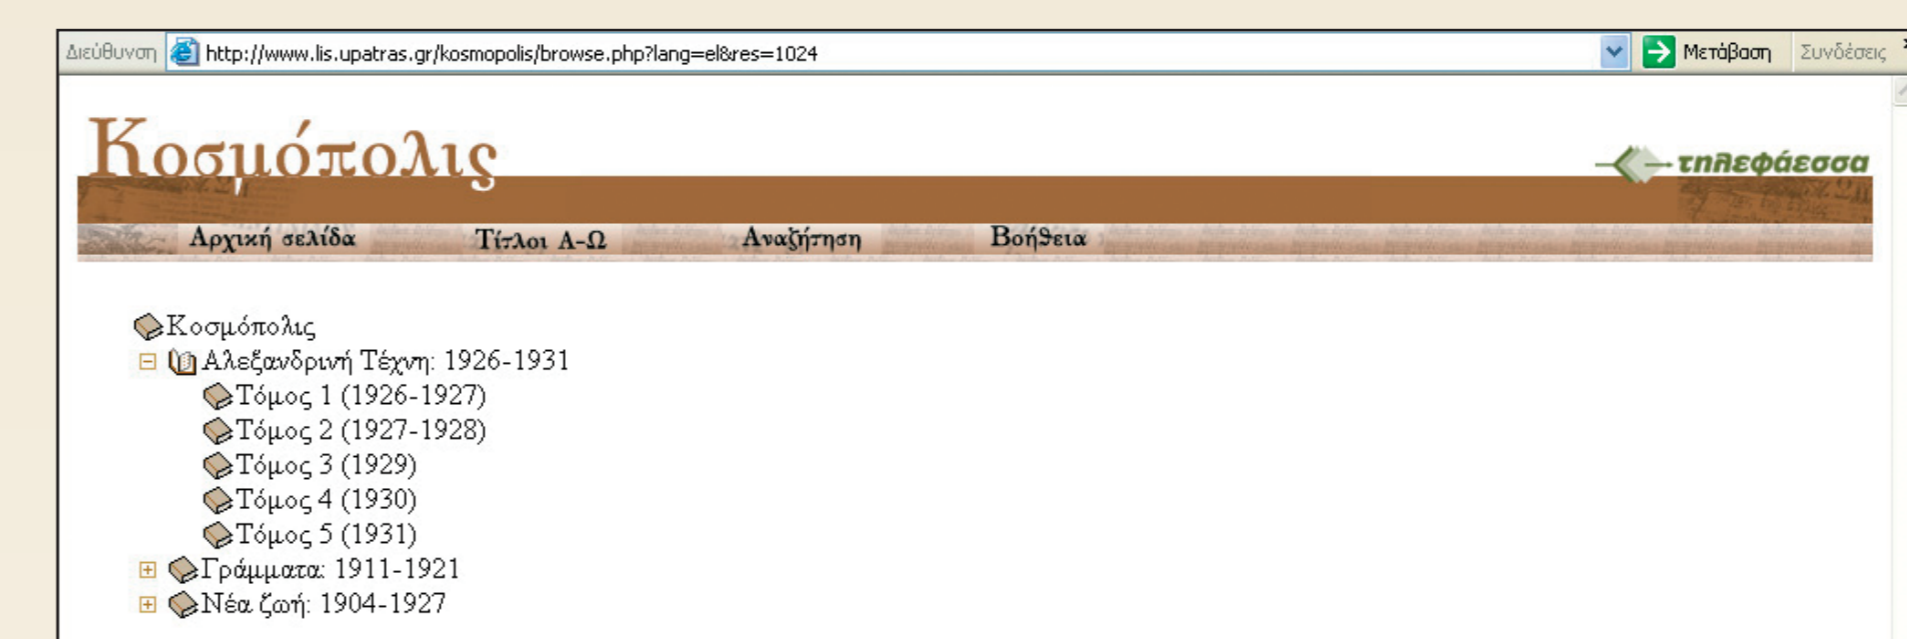 Διεύθυνση http://www.lis.upatras.gr/kosmopolis/browse.php?lang=el&res=1024 Μετάβαση Συνδέσεις
Κοσμόπολις
τηλεφάεσσα
Αρχική σελίδα Τίτλοι Α-Ω Αναζήτηση Βοήθεια
Κοσμόπολις
Αλεξανδρινή Τέχνη: 1926-1931
Τόμος 1 (1926-1927)
Τόμος 2 (1927-1928)
Τόμος 3 (1929)
Τόμος 4 (1930)
Τόμος 5 (1931)
Γράμματα: 1911-1921
Νέα ζωή: 1904-1927